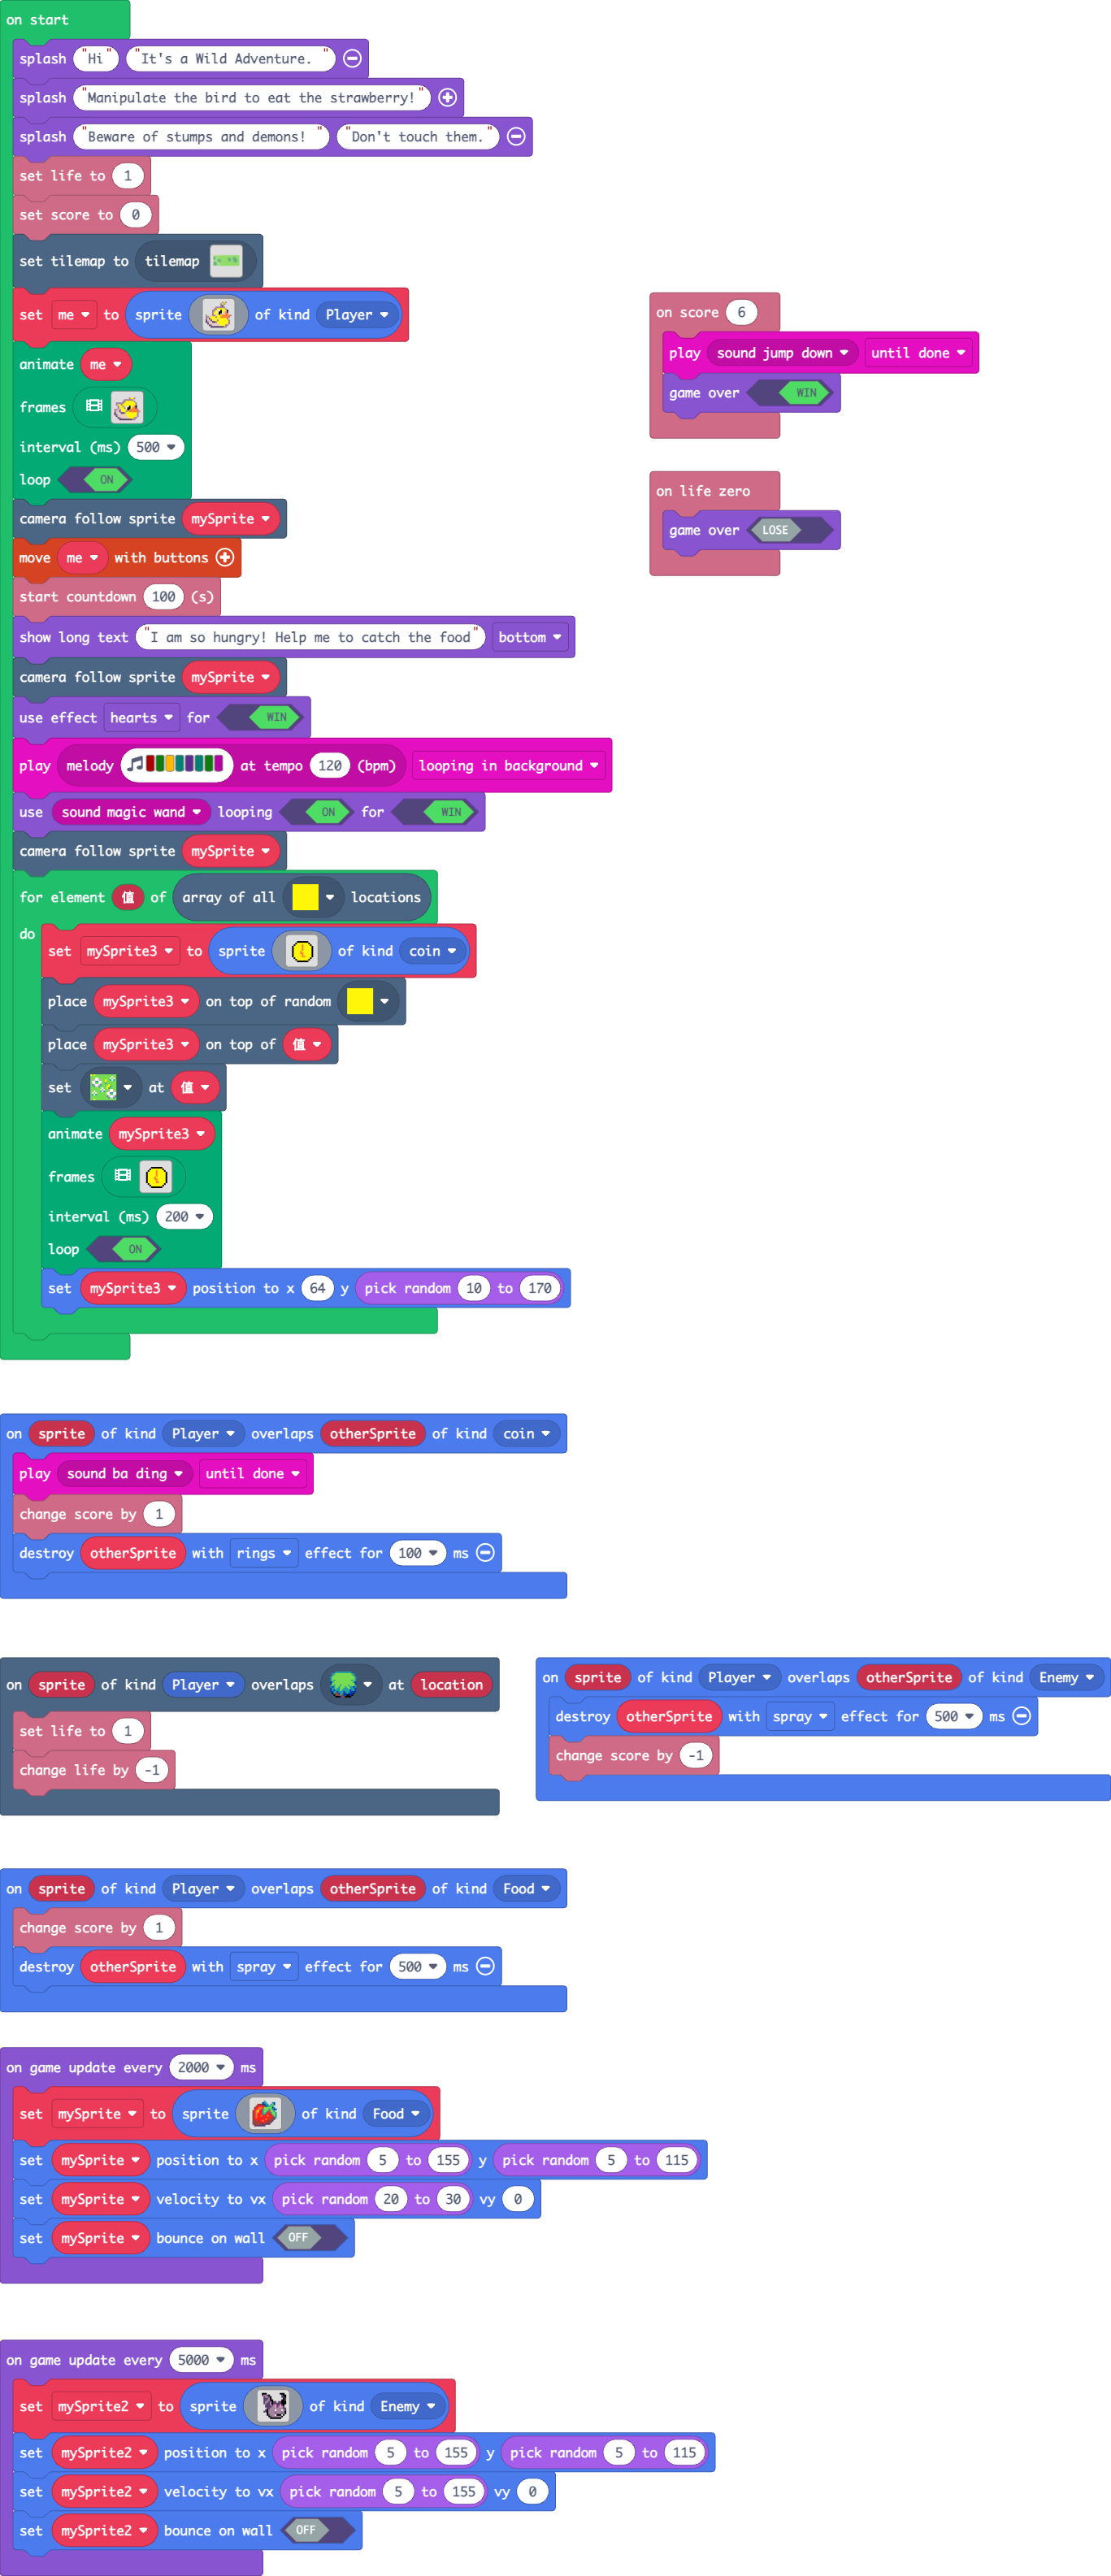 on start
splash "Hi" "It's a Wild Adventure. "
splash "Manipulate the bird to eat the strawberry!"
splash "Beware of stumps and demons! " "Don't touch them."
set life to 1
set score to 0
set tilemap to tilemap
set me to sprite of kind Player
animate me
frames
interval (ms) 500
loop ON
camera follow sprite mySprite
move me with buttons
start countdown 100 (s)
show long text "I am so hungry! Help me to catch the food" bottom
camera follow sprite mySprite
use effect hearts for WIN
play melody at tempo 120 (bpm) looping in background
use sound magic wand looping ON for WIN
camera follow sprite mySprite
for element 值 of array of all locations
do
set mySprite3 to sprite of kind coin
place mySprite3 on top of random
place mySprite3 on top of 值
set at 值
animate mySprite3
frames
interval (ms) 200
loop ON
set mySprite3 position to x 64 y pick random 10 to 170
on score 6
play sound jump down until done
game over WIN
on life zero
game over LOSE
on sprite of kind Player overlaps otherSprite of kind coin
play sound ba ding until done
change score by 1
destroy otherSprite with rings effect for 100 ms
on sprite of kind Player overlaps at location
set life to 1
change life by -1
on sprite of kind Player overlaps otherSprite of kind Enemy
destroy otherSprite with spray effect for 500 ms
change score by -1
on sprite of kind Player overlaps otherSprite of kind Food
change score by 1
destroy otherSprite with spray effect for 500 ms
on game update every 2000 ms
set mySprite to sprite of kind Food
set mySprite position to x pick random 5 to 155 y pick random 5 to 115
set mySprite velocity to vx pick random 20 to 30 vy 0
set mySprite bounce on wall OFF
on game update every 5000 ms
set mySprite2 to sprite of kind Enemy
set mySprite2 position to x pick random 5 to 155 y pick random 5 to 115
set mySprite2 velocity to vx pick random 5 to 155 vy 0
set mySprite2 bounce on wall OFF